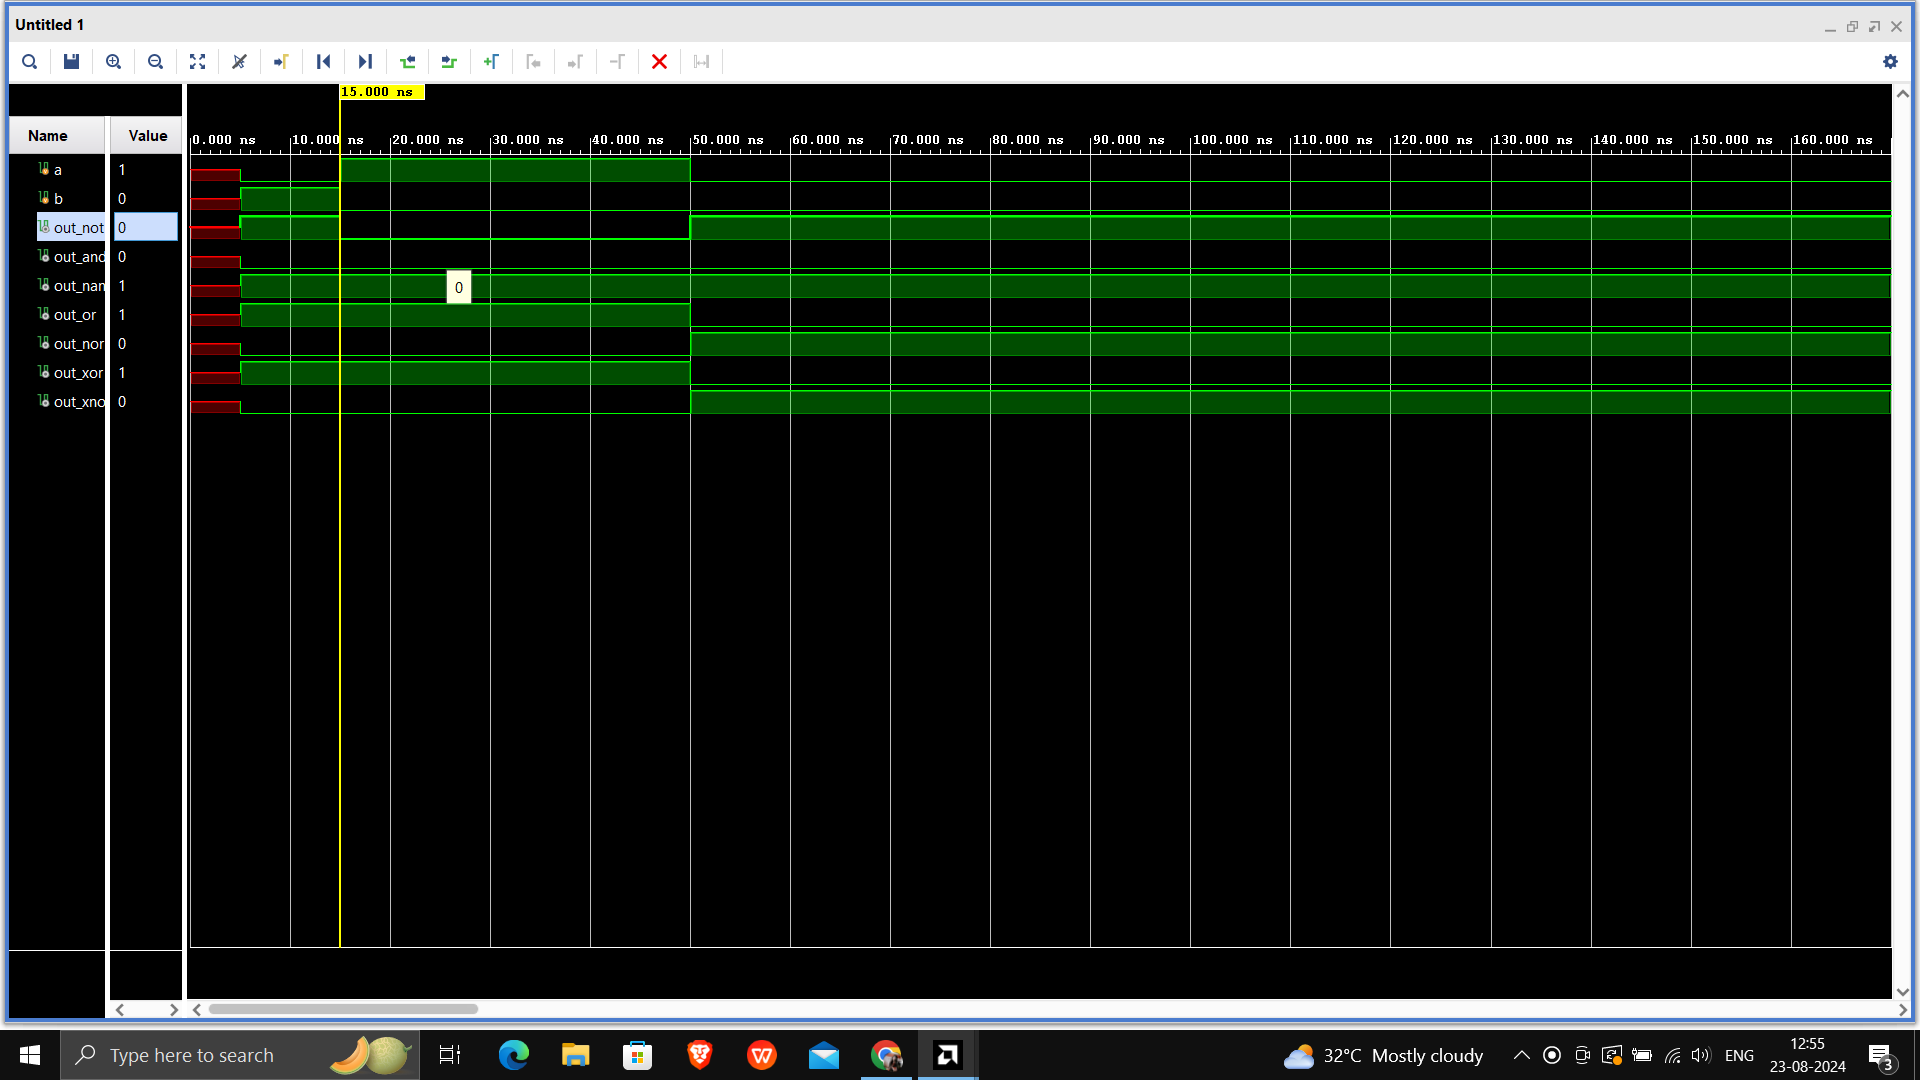 Untitled 1
15.000 ns
Name
Value
0.000 ns
10.000 ns
20.000 ns
30.000 ns
40.000 ns
50.000 ns
60.000 ns
70.000 ns
80.000 ns
90.000 ns
100.000 ns
110.000 ns
120.000 ns
130.000 ns
140.000 ns
150.000 ns
160.000 ns
a 1
b 0
out_not 0
out_and 0
out_nan 1
0
out_or 1
out_nor 0
out_xor 1
out_xno 0
Type here to search
32°C Mostly cloudy
ENG
12:55
23-08-2024
3